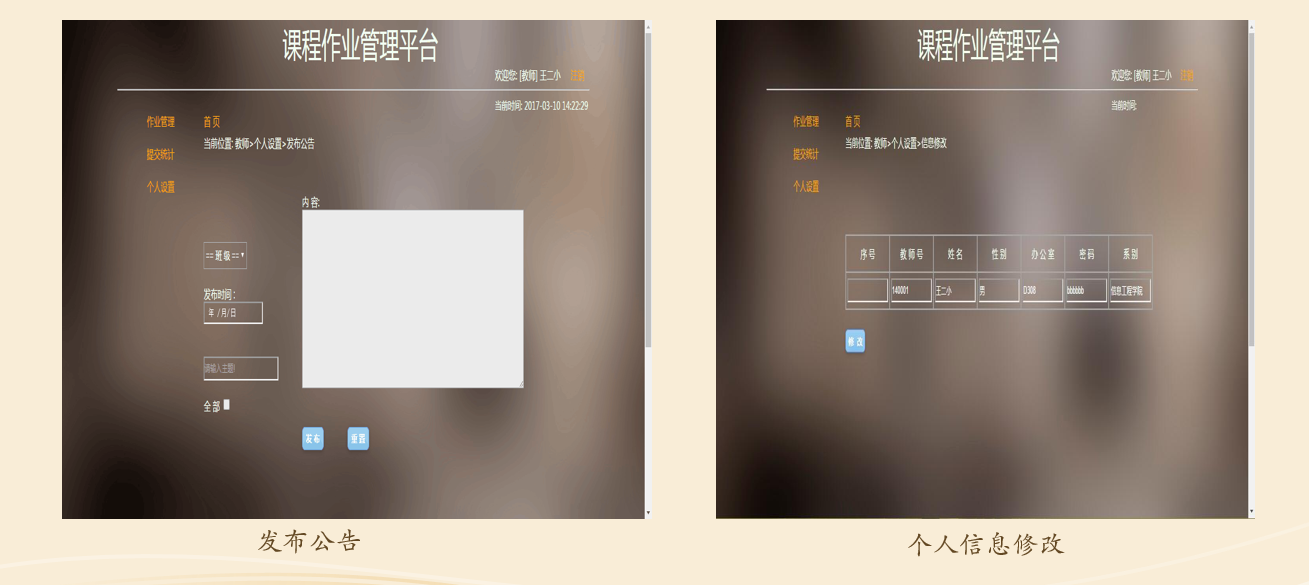 课程作业管理平台
欢迎您: [教师] 王二小 注销
当前时间: 2017-03-10 14:22:29
作业管理
提交统计
个人设置
首页
当前位置: 教师>个人设置>发布公告
内容:
==班级==
发布时间:
年 /月/日
请输入主题!
全部
发布 重置
发布公告
课程作业管理平台
欢迎您: [教师] 王二小 注销
当前时间:
作业管理
提交统计
个人设置
首页
当前位置: 教师>个人设置>信息修改
序号 教师号 姓名 性别 办公室 密码 系别
140001 王二小 男 D308 bbbbbb 信息工程学院
修改
个人信息修改